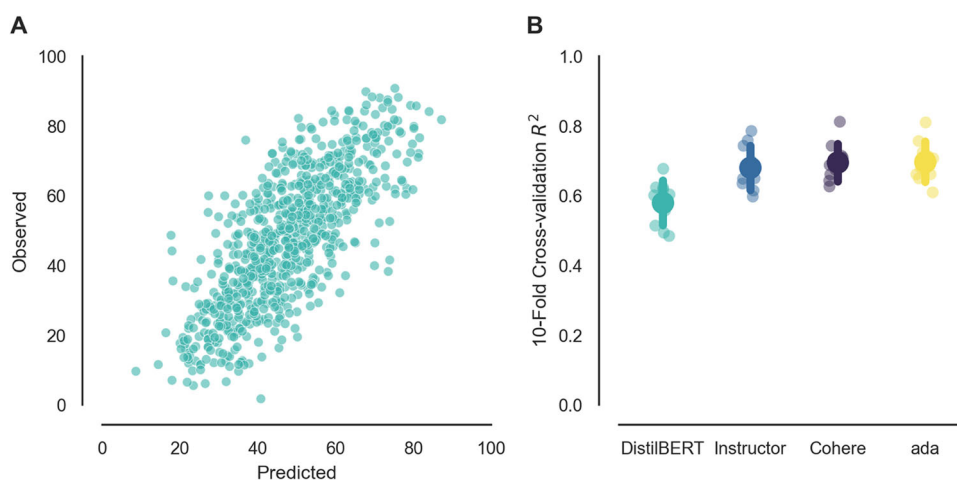 A
100
80
60
40
20
0
Observed
0 20 40 60 80 100
Predicted
B
1.0
0.8
0.6
0.4
0.2
0.0
10-Fold Cross-validation R²
DistilBERT Instructor Cohere ada